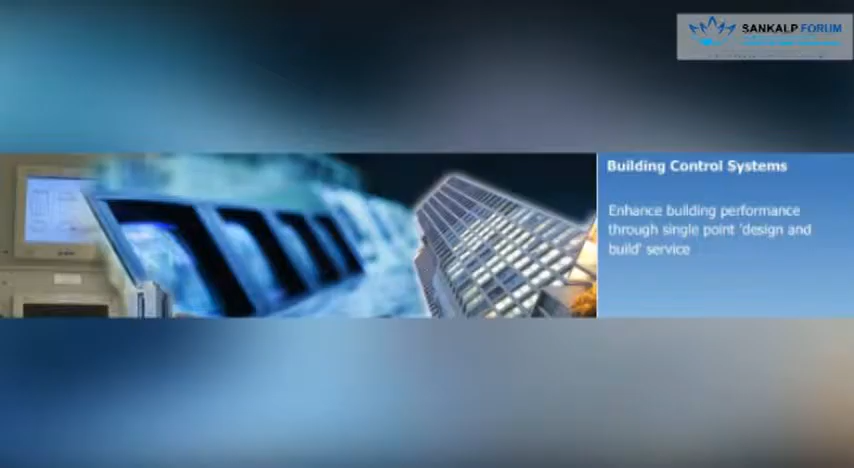 SANKALP FORUM
Building Control Systems
Enhance building performance
through single point 'design and
build' service